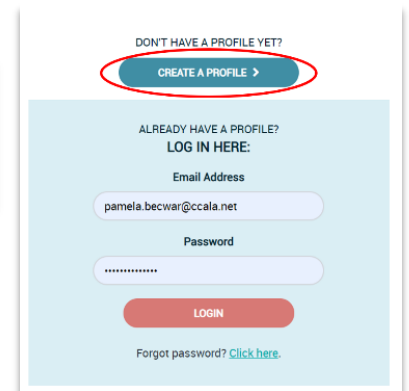 DON'T HAVE A PROFILE YET?
CREATE A PROFILE >
ALREADY HAVE A PROFILE?
LOG IN HERE:
Email Address
pamela.becwar@ccala.net
Password
••••••••••••••
LOGIN
Forgot password? Click here.